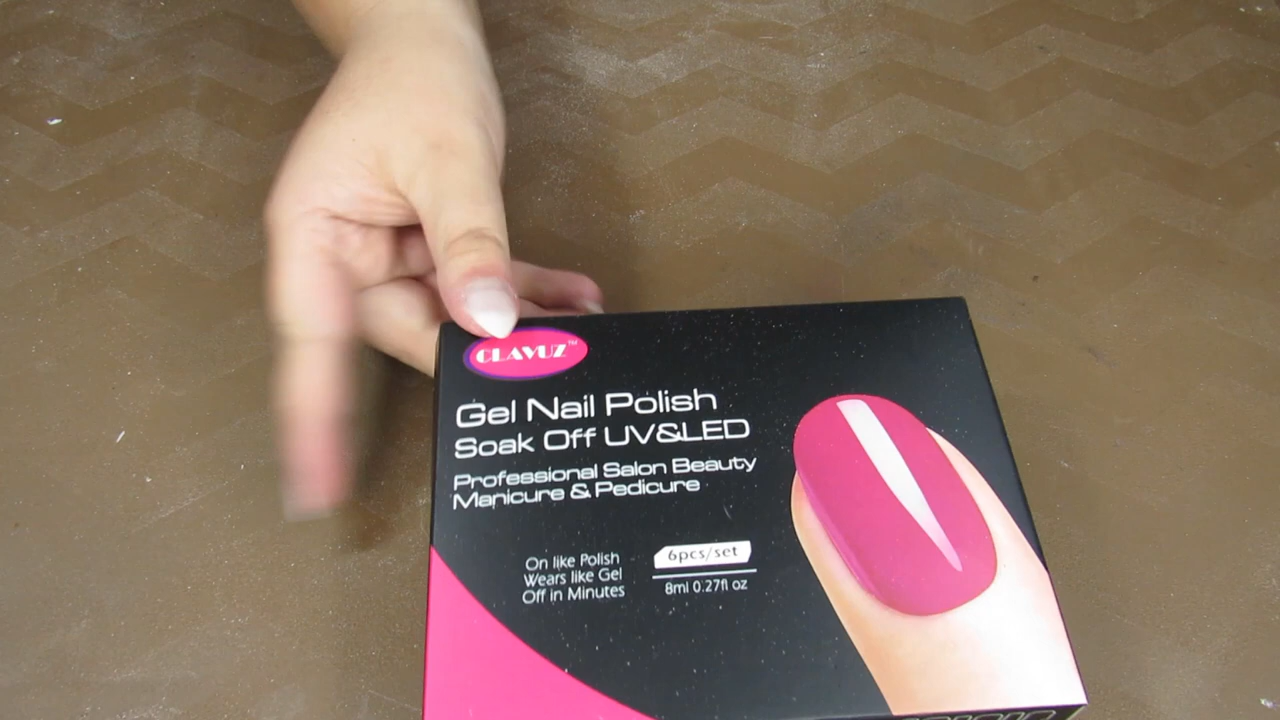 CLAVUZ™
Gel Nail Polish
Soak Off UV&LED
Professional Salon Beauty
Manicure & Pedicure
On like Polish
Wears like Gel
Off in Minutes
6pcs/set
8ml 0.27fl oz